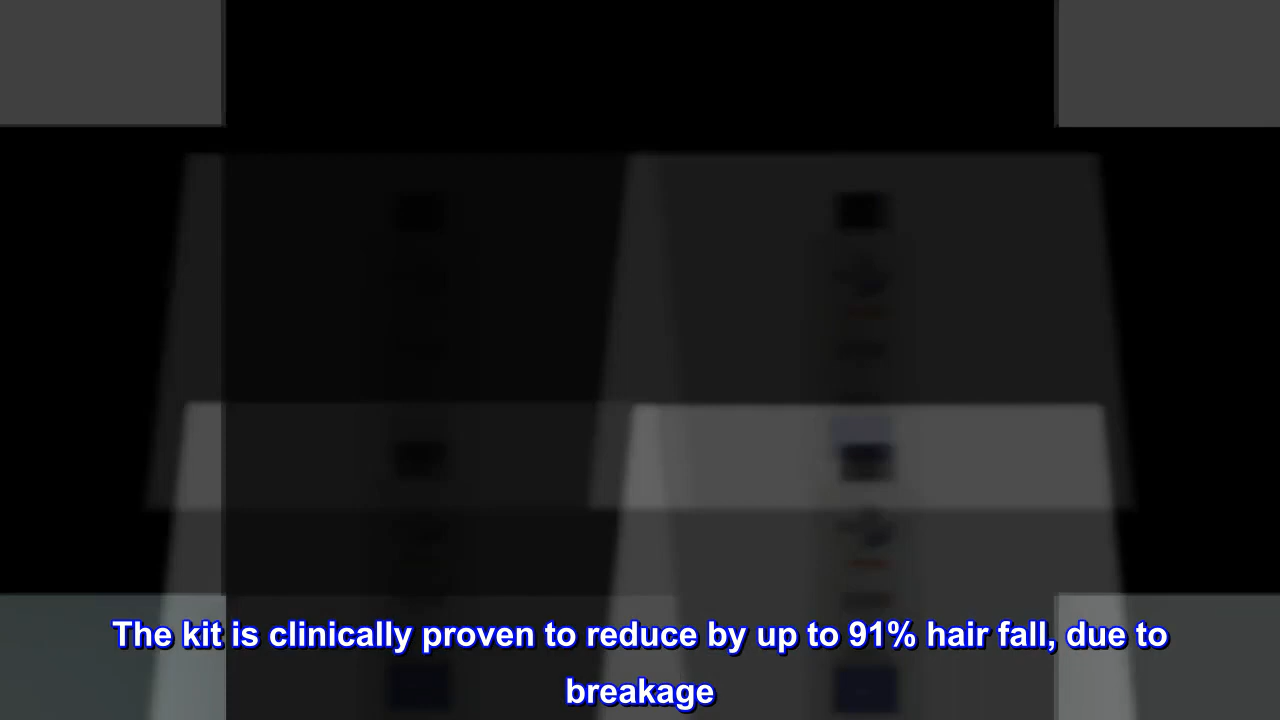 The kit is clinically proven to reduce by up to 91% hair fall, due to
breakage